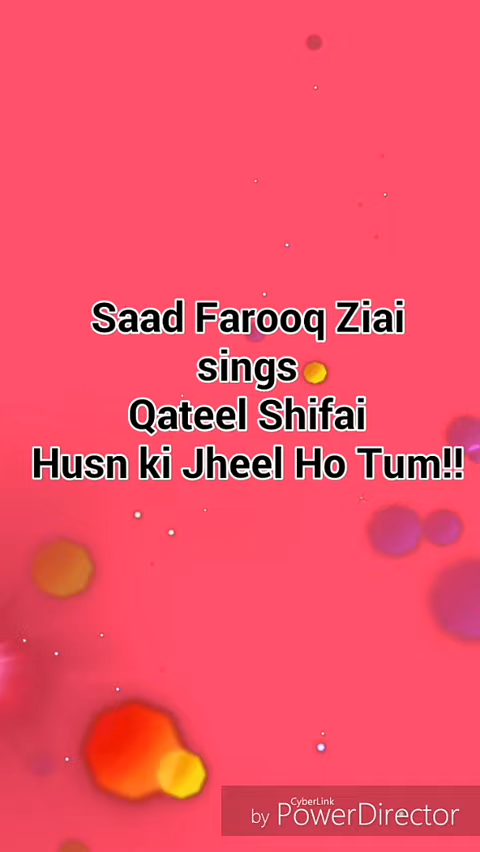 Saad Farooq Ziai
sings
Qateel Shifai
Husn ki Jheel Ho Tum!!
CyberLink
by PowerDirector